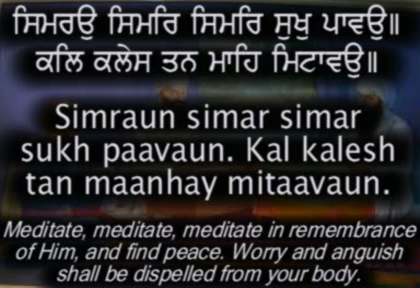 ਸਿਮਰਉ ਸਿਮਰਿ ਸਿਮਰਿ ਸੁਖੁ ਪਾਵਉ॥
ਕਲਿ ਕਲੇਸ ਤਨ ਮਾਹਿ ਮਿਟਾਵਉ॥
Simraun simar simar
sukh paavaun. Kal kalesh
tan maanhay mitaavaun.
Meditate, meditate, meditate in remembrance
of Him, and find peace. Worry and anguish
shall be dispelled from your body.